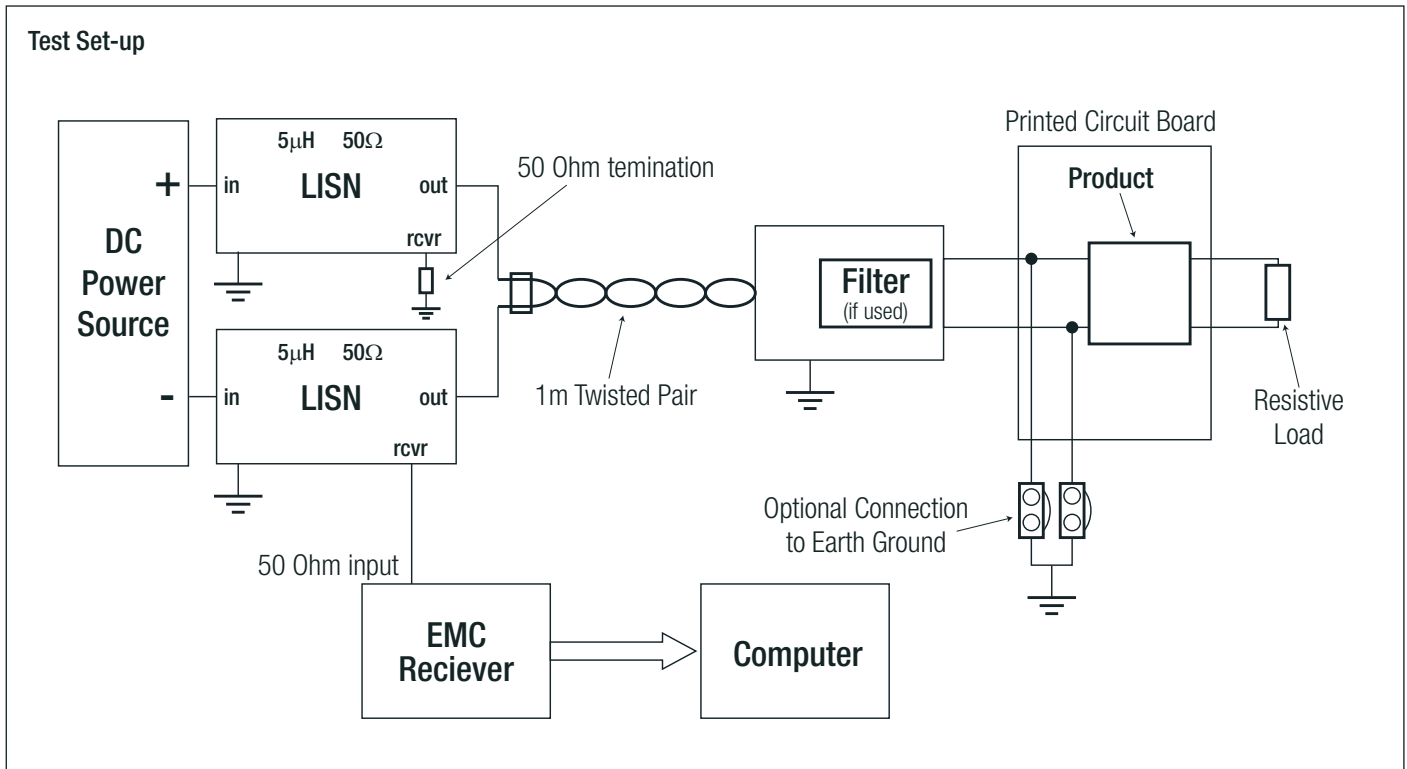 Test Set-up
DC
Power
Source
+
-
5μH 50Ω
LISN
in
out
rcvr
5μH 50Ω
LISN
in
out
rcvr
50 Ohm temination
1m Twisted Pair
Filter
(if used)
Printed Circuit Board
Product
Resistive
Load
Optional Connection
to Earth Ground
50 Ohm input
EMC
Reciever
Computer